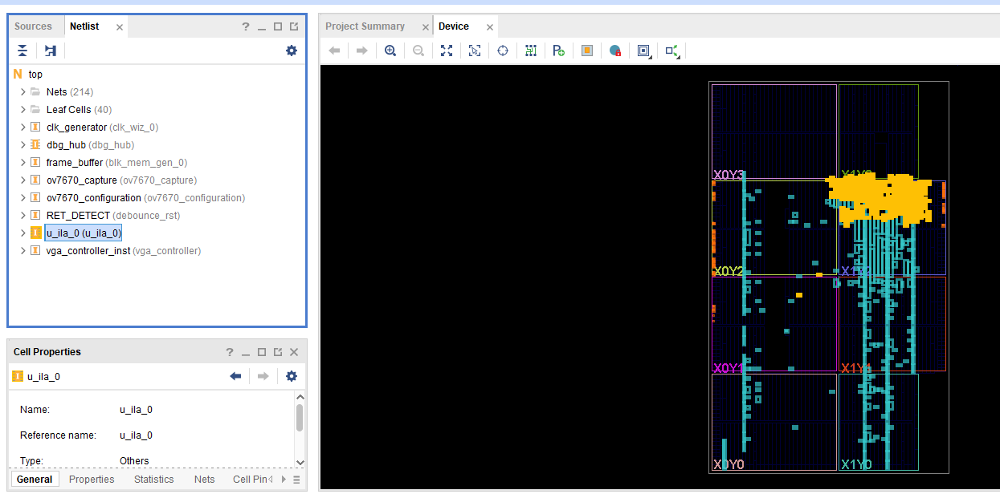 Sources Netlist
top
Nets (214)
Leaf Cells (40)
clk_generator (clk_wiz_0)
dbg_hub (dbg_hub)
frame_buffer (blk_mem_gen_0)
ov7670_capture (ov7670_capture)
ov7670_configuration (ov7670_configuration)
RET_DETECT (debounce_rst)
u_ila_0 (u_ila_0)
vga_controller_inst (vga_controller)
Cell Properties
u_ila_0
Name: u_ila_0
Reference name: u_ila_0
Type: Others
General Properties Statistics Nets Cell Pin
Project Summary Device
X0Y3
X0Y2
X0Y1 X1Y1
X0Y0 X1Y0